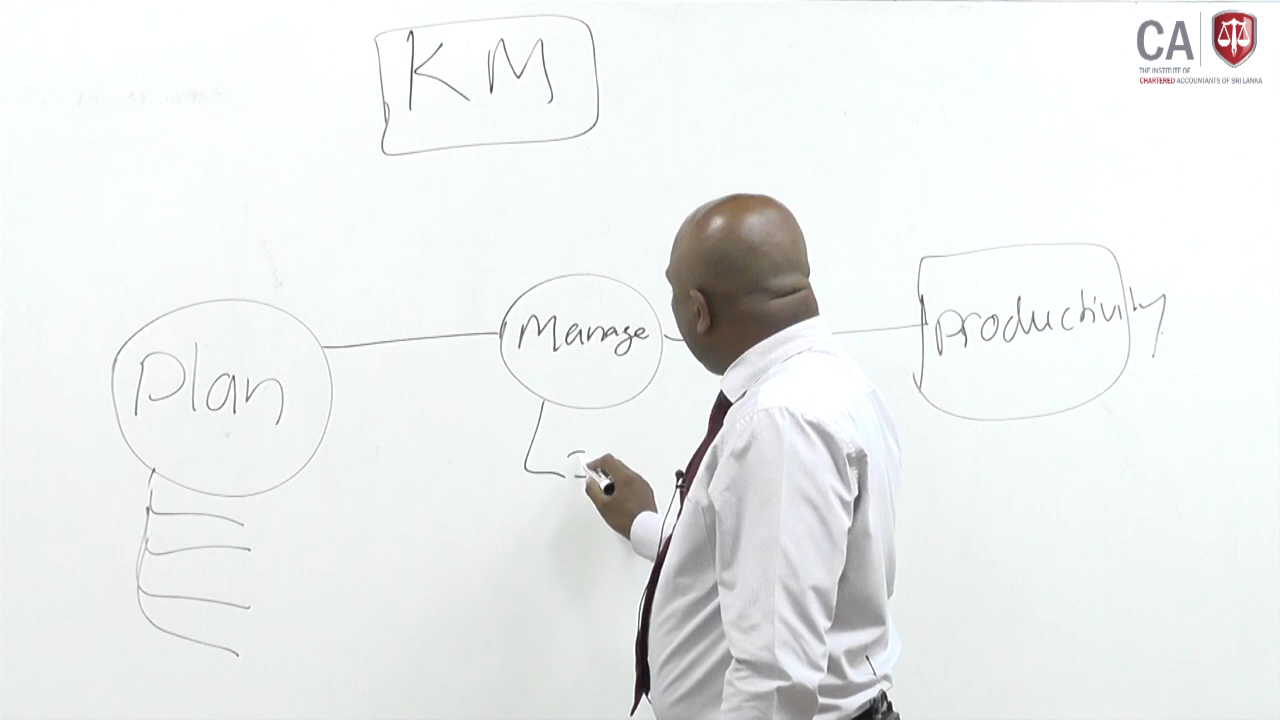 KM
CA
THE INSTITUTE OF
CHARTERED ACCOUNTANTS OF SRI LANKA
Plan
Manage
Productivity